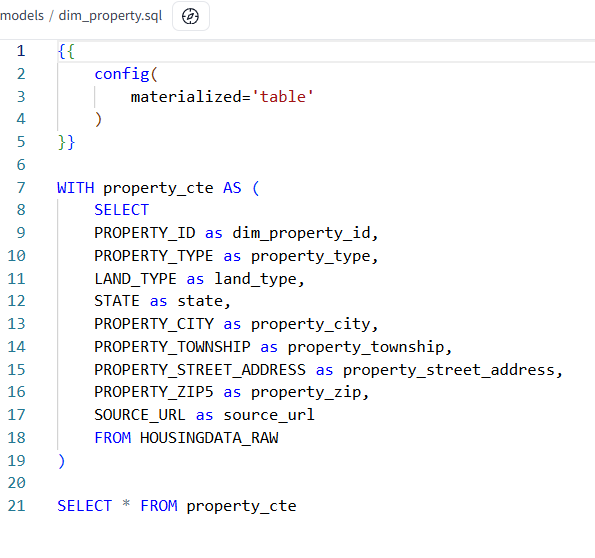 models / dim_property.sql
1 {{
2     config(
3         materialized='table'
4     )
5 }}
6
7 WITH property_cte AS (
8     SELECT
9     PROPERTY_ID as dim_property_id,
10     PROPERTY_TYPE as property_type,
11     LAND_TYPE as land_type,
12     STATE as state,
13     PROPERTY_CITY as property_city,
14     PROPERTY_TOWNSHIP as property_township,
15     PROPERTY_STREET_ADDRESS as property_street_address,
16     PROPERTY_ZIP5 as property_zip,
17     SOURCE_URL as source_url
18     FROM HOUSINGDATA_RAW
19 )
20
21 SELECT * FROM property_cte